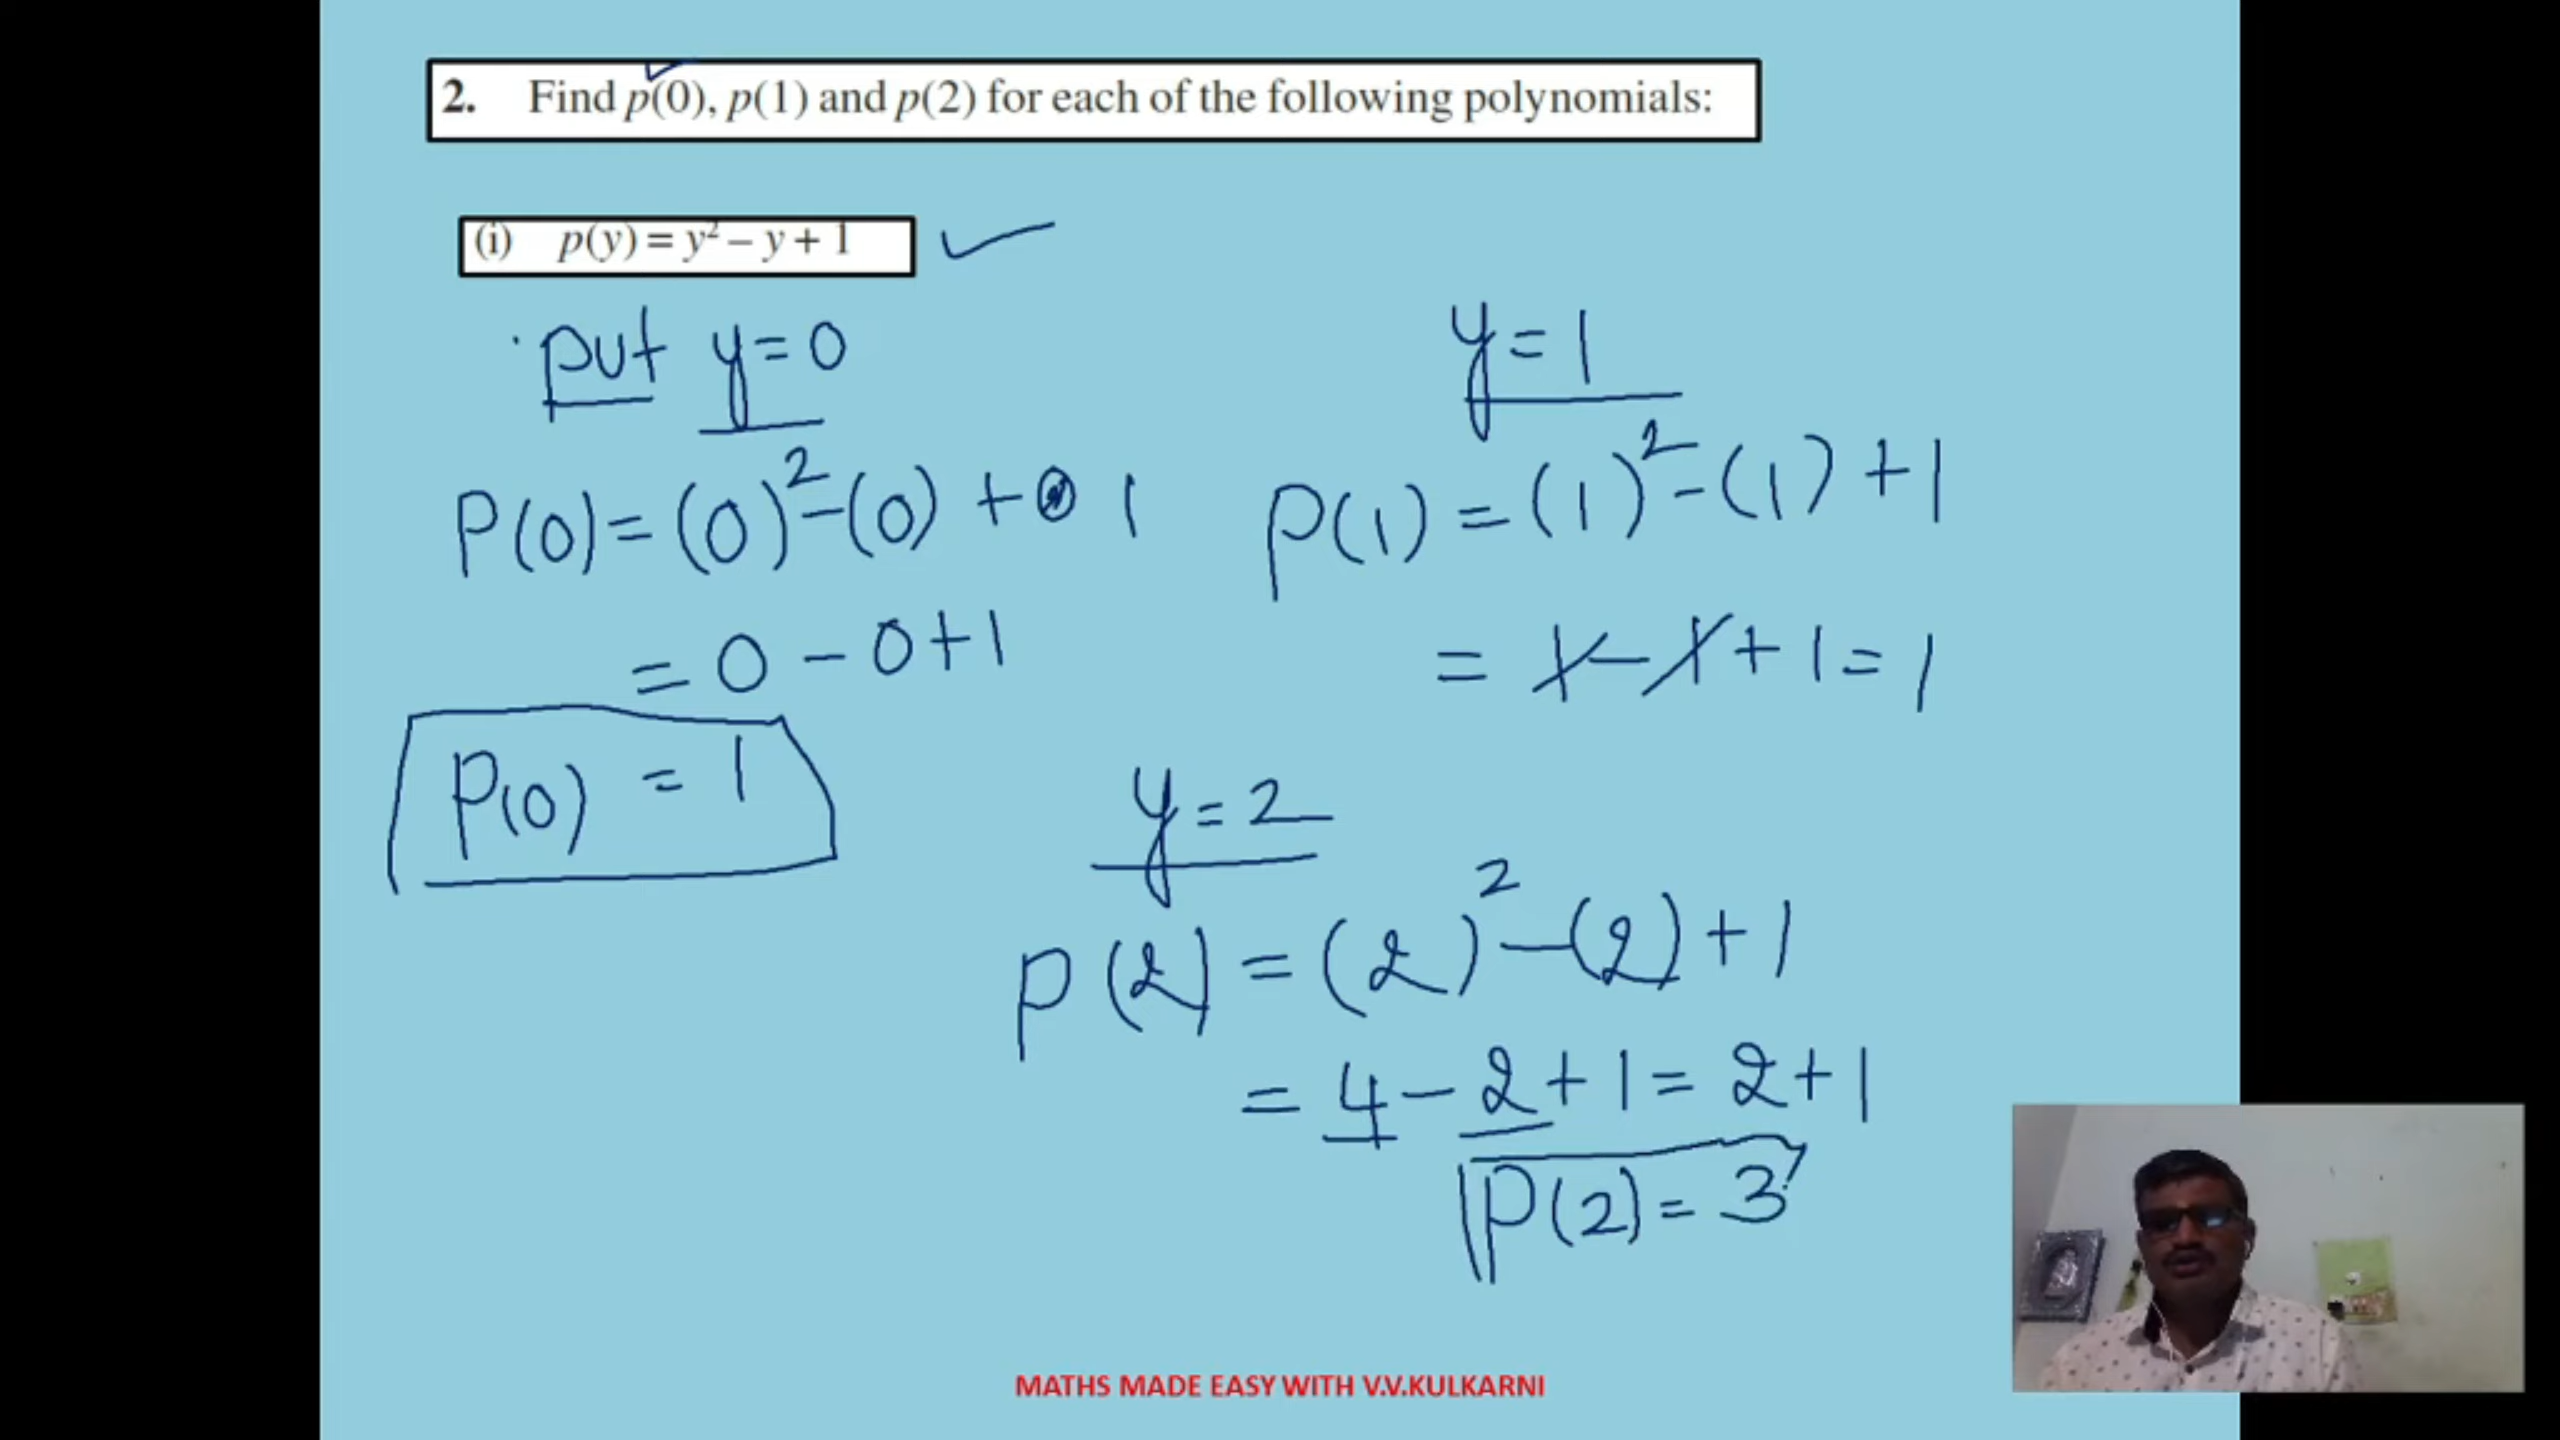 2. Find p(0), p(1) and p(2) for each of the following polynomials:
(i) p(y) = y² – y + 1
put y=0
P(0) = (0)² - (0) + 1
= 0 - 0+1
P(0) = 1
y = 1
P(1) = (1)² - (1) + 1
= 1 - 1 + 1 = 1
y = 2
P(2) = (2)² - (2) + 1
= 4 - 2 + 1 = 2 + 1
P(2) = 3
MATHS MADE EASY WITH V.V.KULKARNI